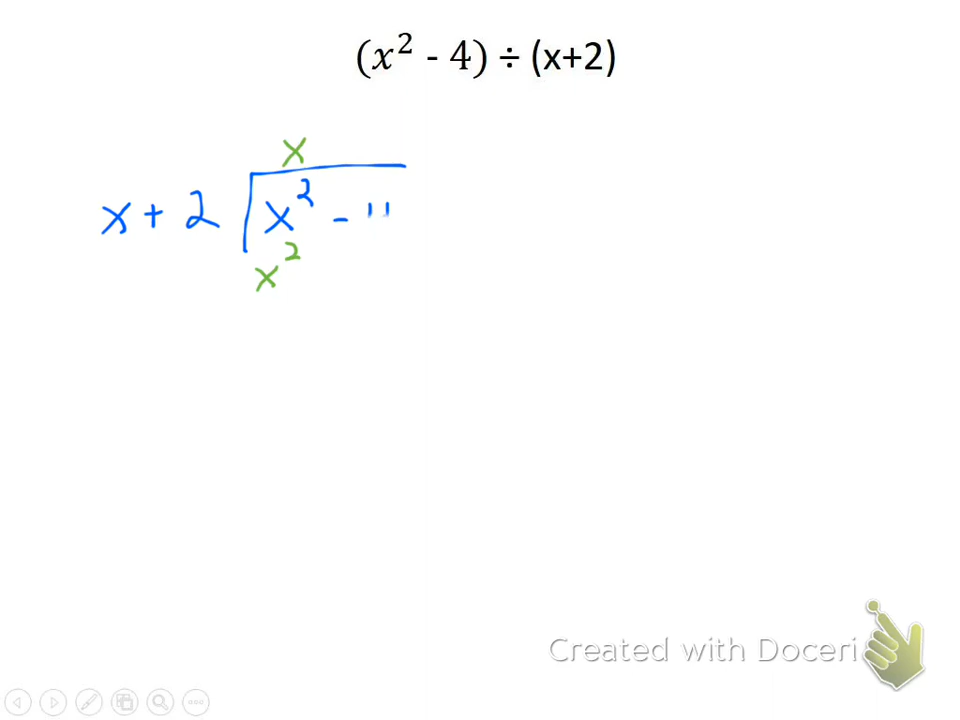 (x² - 4) ÷ (x+2)
x
x + 2 x² -
x²
Created with Doceri